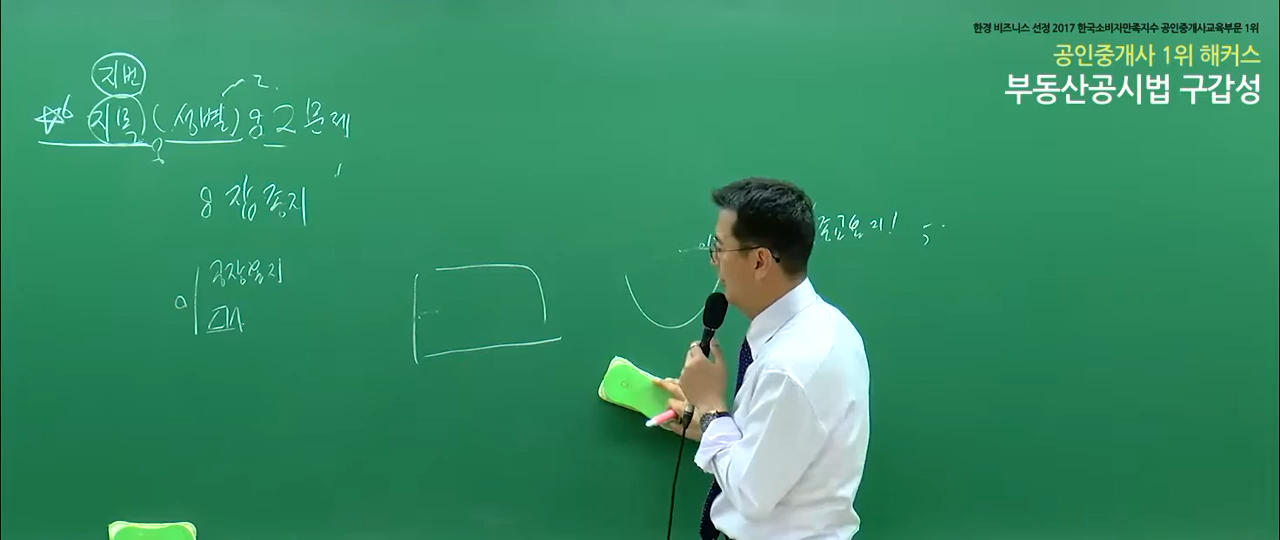 한경 비즈니스 선정 2017 한국소비자만족지수 공인중개사교육부문 1위
공인중개사 1위 해커스
부동산공시법 구갑성
지번
지목 (성별) 2문제
2.
잡종지
공장용지
5.